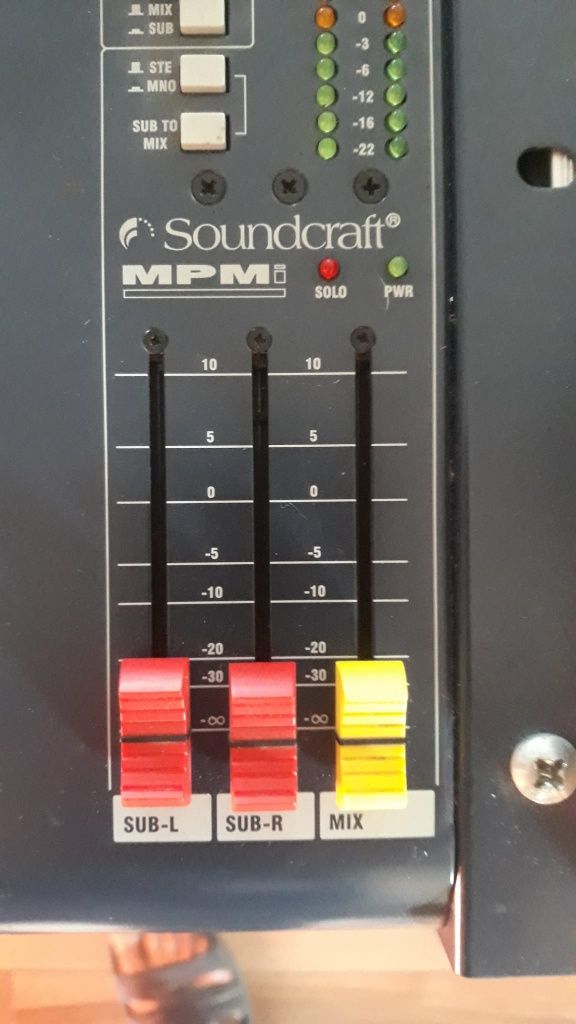 MIX
SUB
0
-3
STE
MNO
-6
-12
SUB TO
MIX
-16
-22
Soundcraft®
MPMi
SOLO PWR
10 10
5 5
0 0
-5 -5
-10 -10
-20 -20
-30 -30
-∞ -∞
SUB-L SUB-R MIX